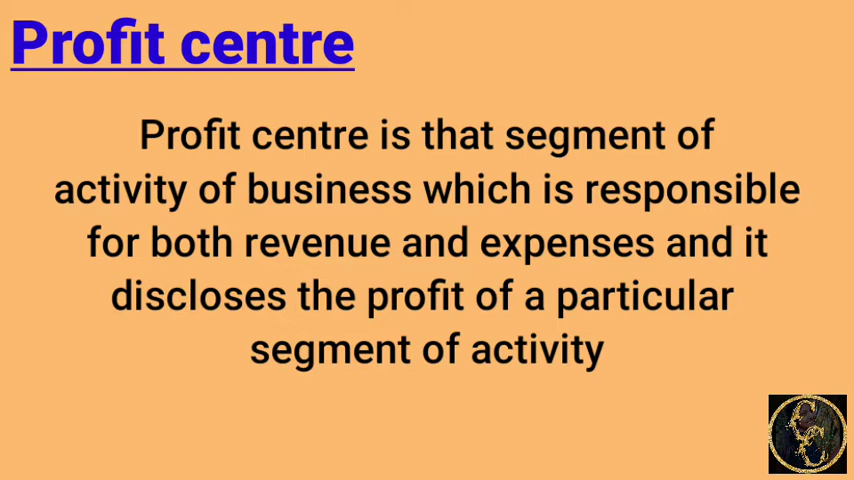 Profit centre
Profit centre is that segment of
activity of business which is responsible
for both revenue and expenses and it
discloses the profit of a particular
segment of activity